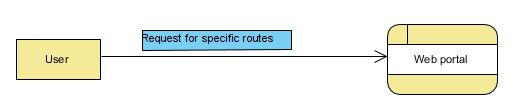 Request for specific routes
User
Web portal